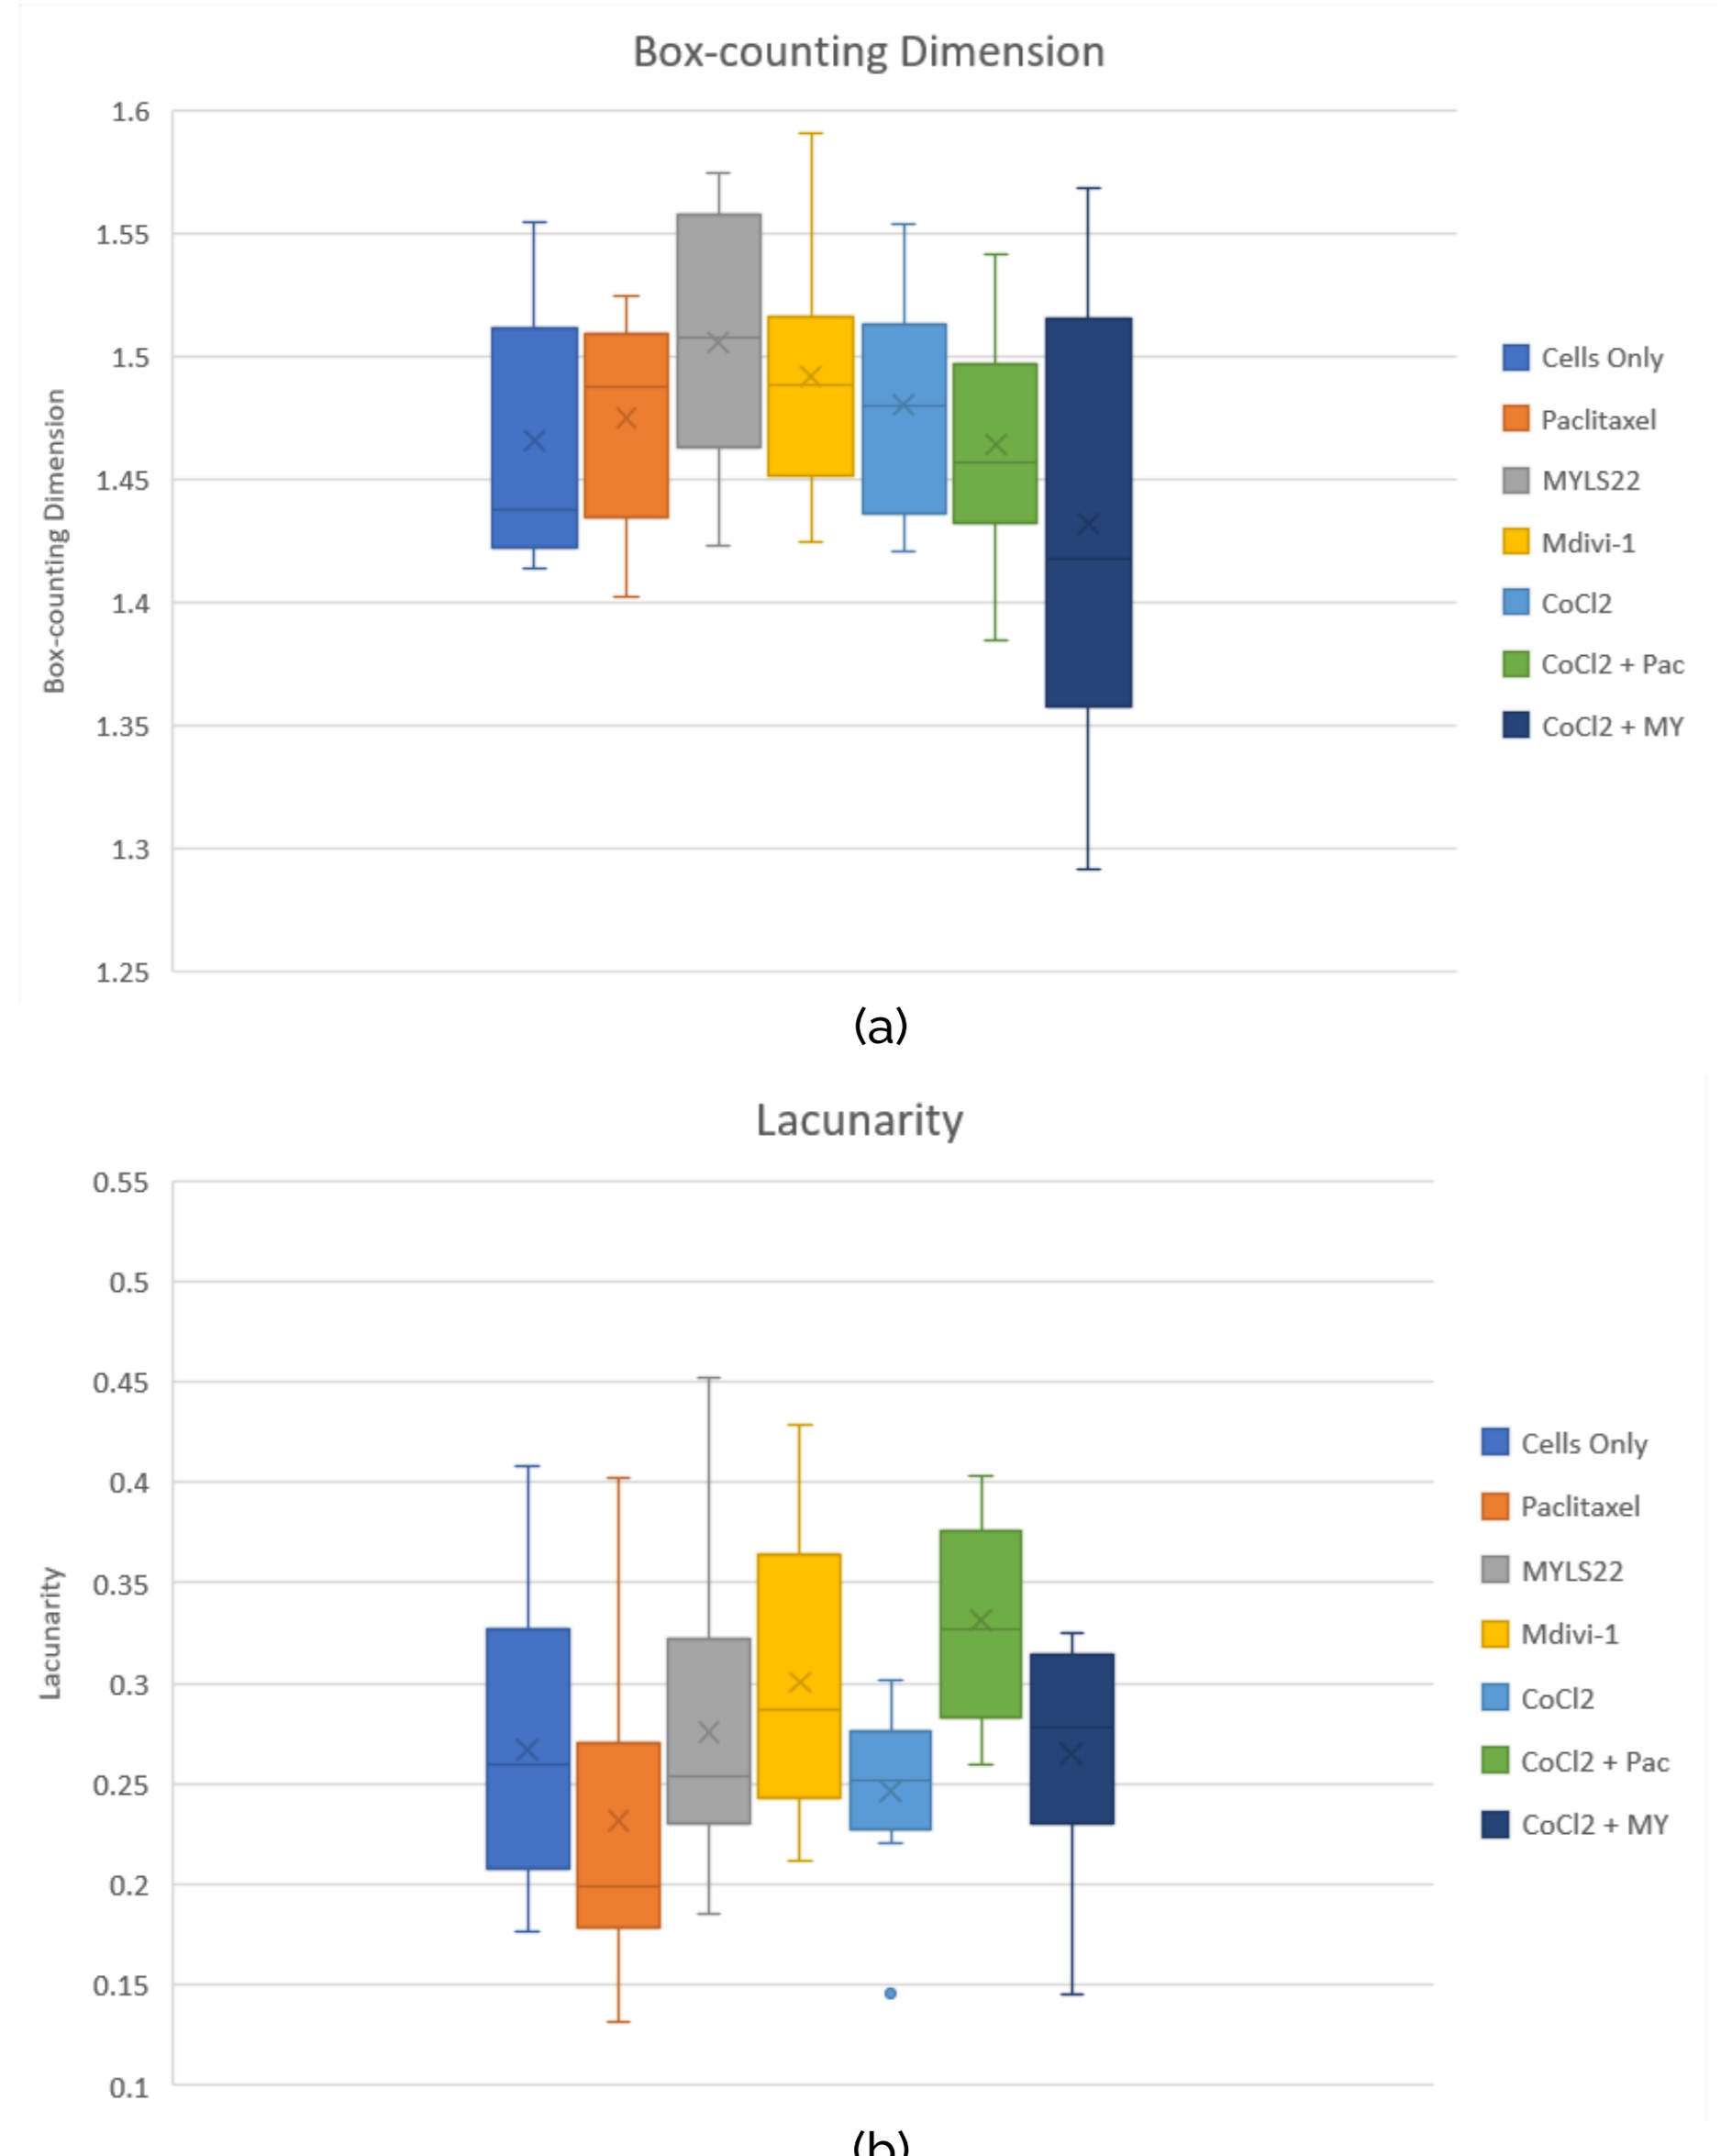 Box-counting Dimension
1.6
1.55
1.5
1.45
1.4
1.35
1.3
1.25
Box-counting Dimension
Cells Only
Paclitaxel
MYLS22
Mdivi-1
CoCl2
CoCl2 + Pac
CoCl2 + MY
(a)
Lacunarity
0.55
0.5
0.45
0.4
0.35
0.3
0.25
0.2
0.15
0.1
Lacunarity
Cells Only
Paclitaxel
MYLS22
Mdivi-1
CoCl2
CoCl2 + Pac
CoCl2 + MY
(b)